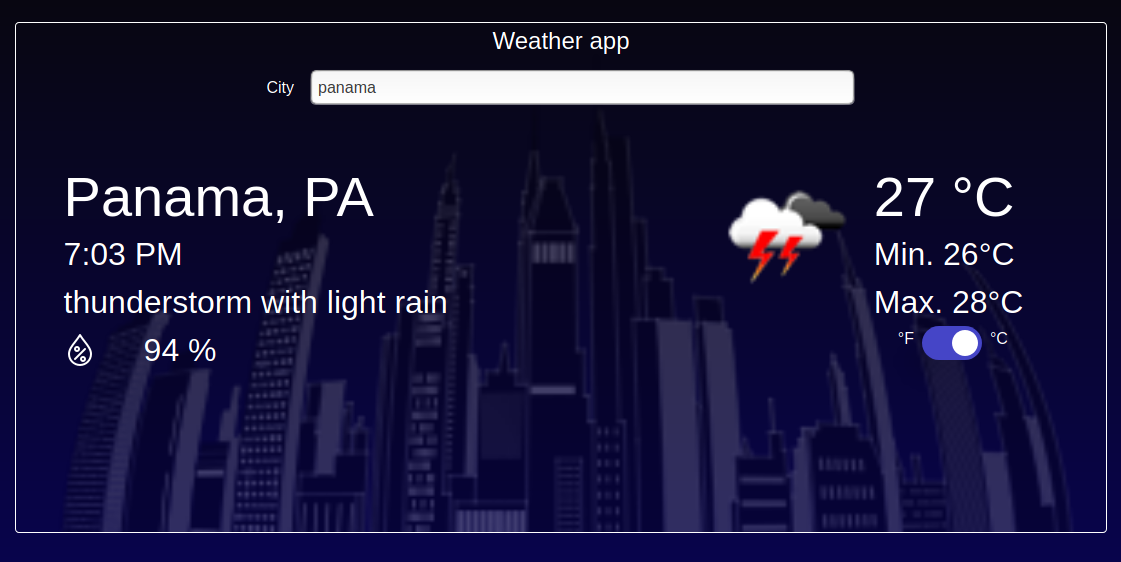 Weather app
City panama
Panama, PA
7:03 PM
thunderstorm with light rain
94 %
27 °C
Min. 26°C
Max. 28°C
°F °C